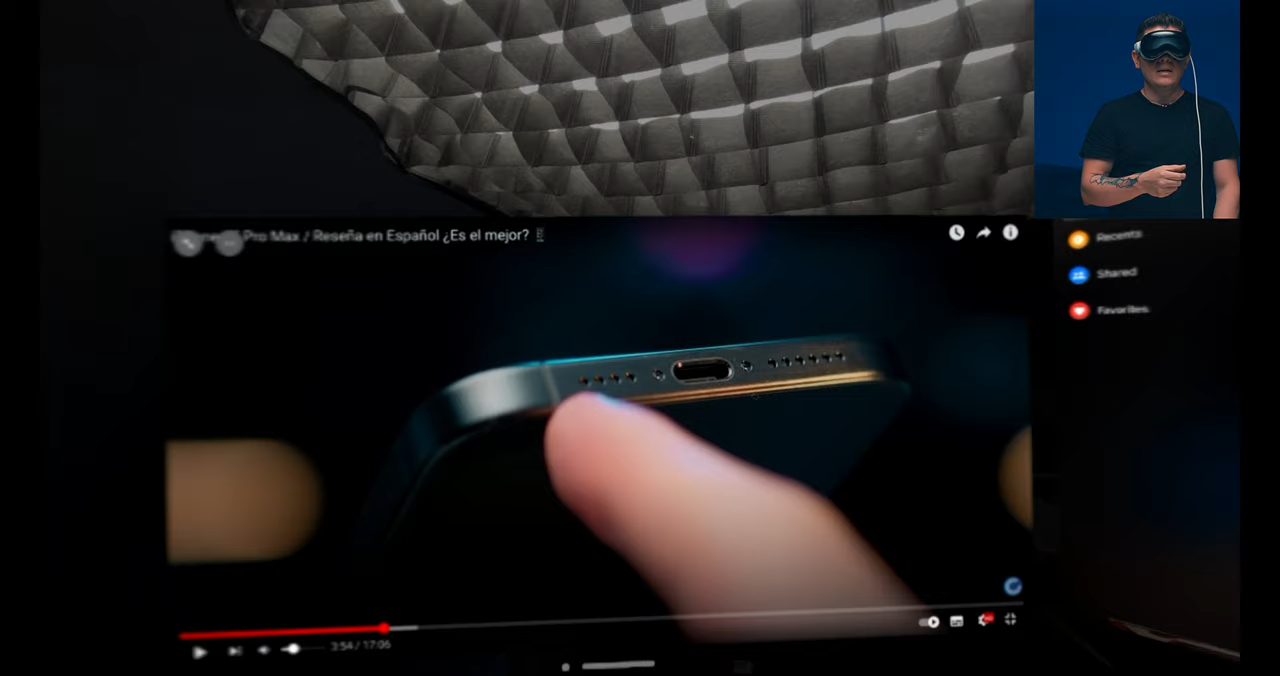 Pro Max / Reseña en Español ¿Es el mejor?
Recents
Shared
Favorites
3:54 / 17:06